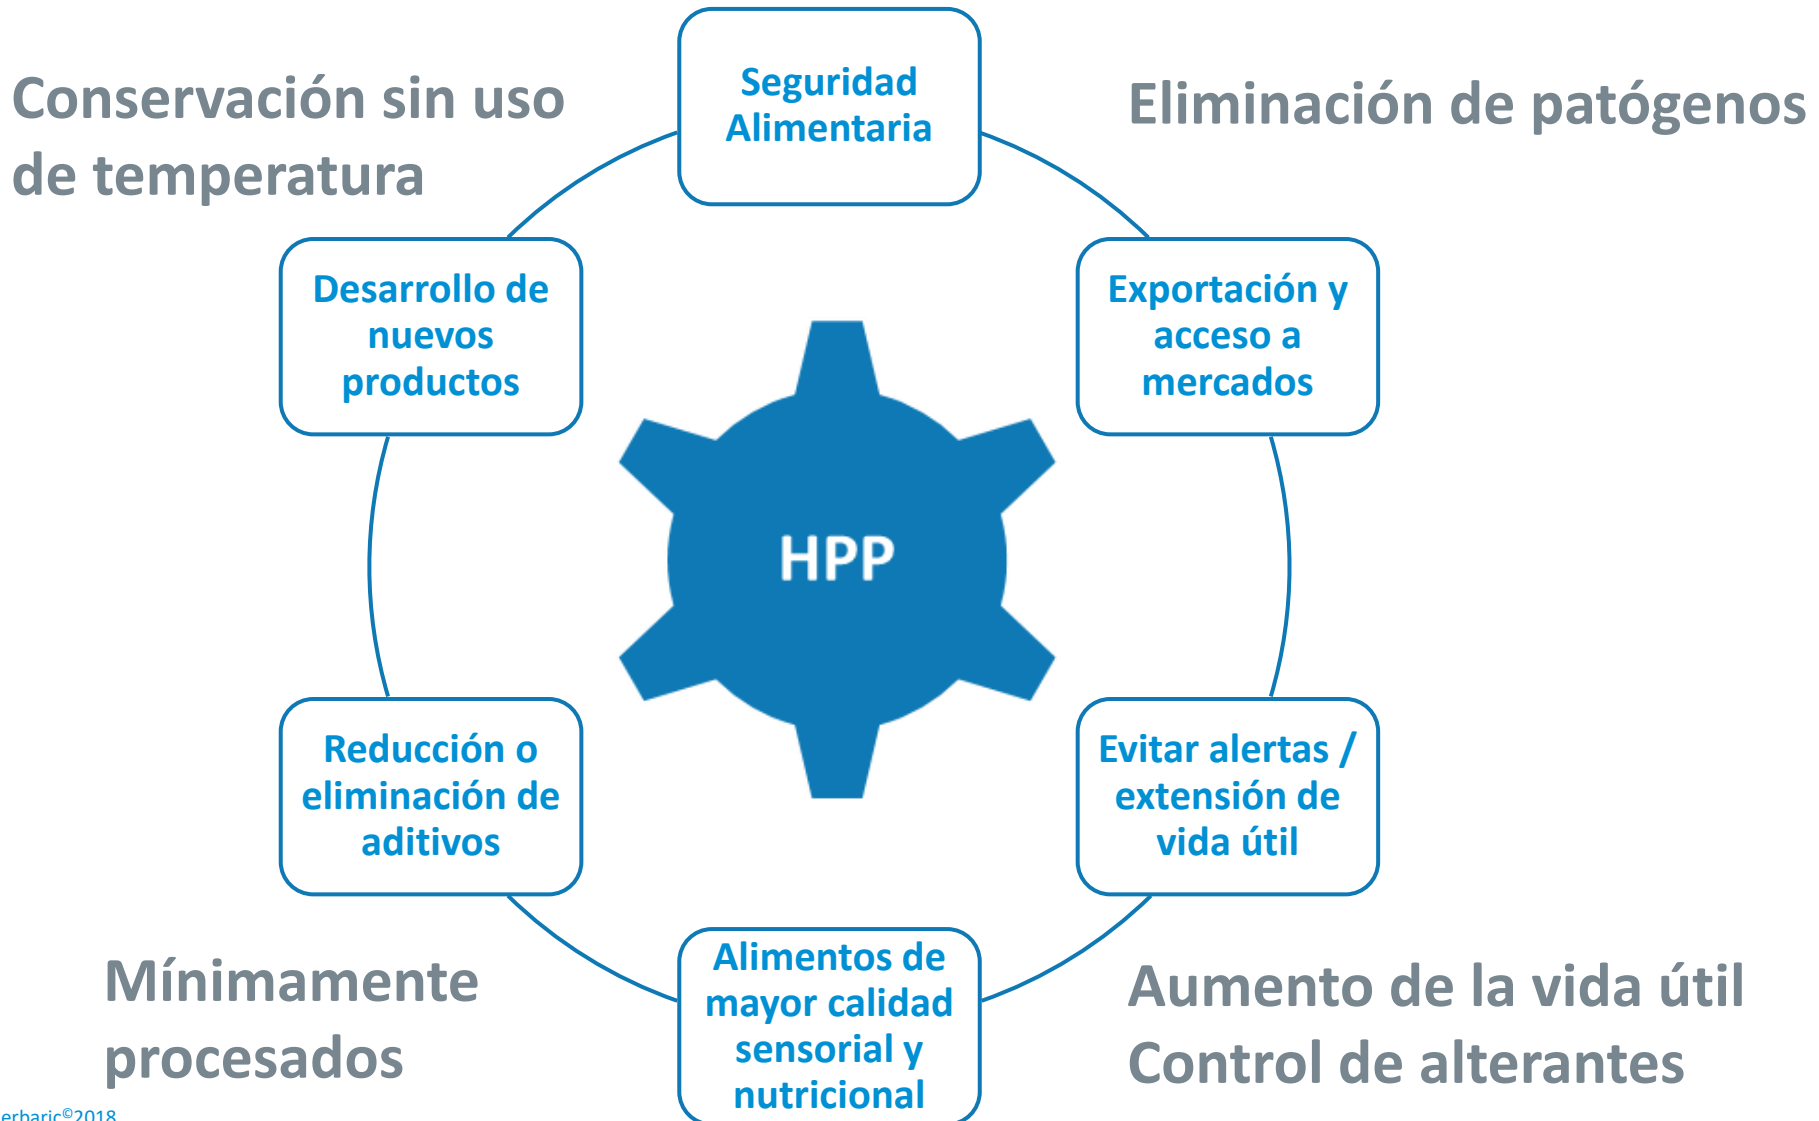 Conservación sin uso
de temperatura
Seguridad
Alimentaria
Eliminación de patógenos
Desarrollo de
nuevos
productos
Exportación y
acceso a
mercados
HPP
Reducción o
eliminación de
aditivos
Evitar alertas /
extensión de
vida útil
Mínimamente
procesados
Alimentos de
mayor calidad
sensorial y
nutricional
Aumento de la vida útil
Control de alterantes
erbaric©2018